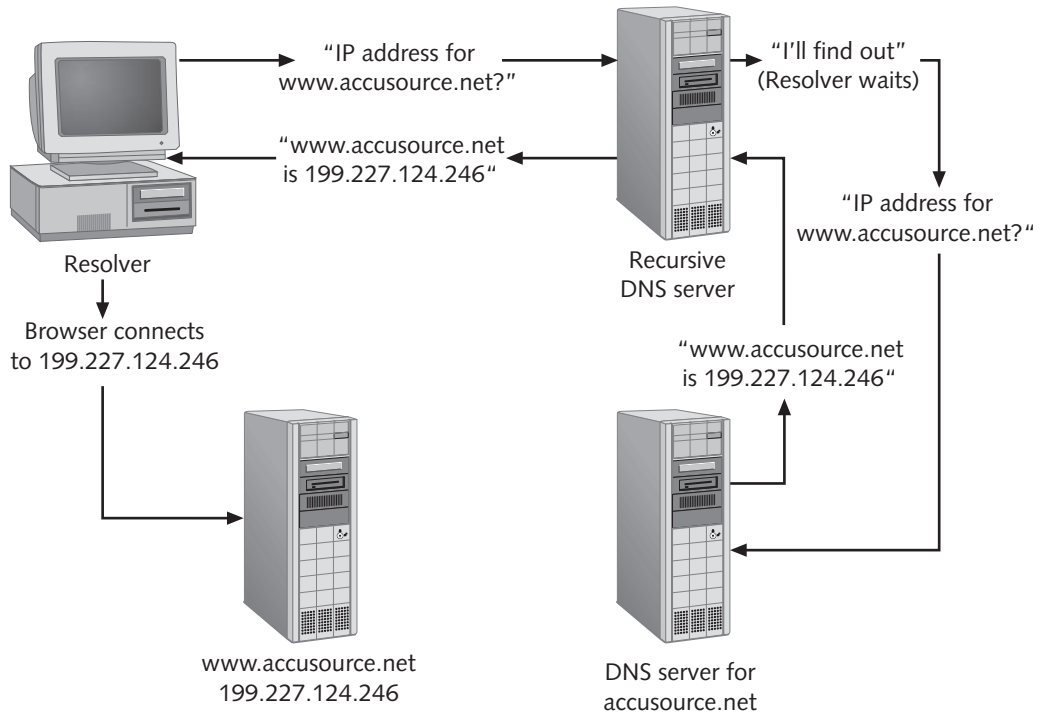 “IP address for
www.accusource.net?”
“I'll find out”
(Resolver waits)
“www.accusource.net
is 199.227.124.246“
“IP address for
www.accusource.net?“
Resolver
Recursive
DNS server
Browser connects
to 199.227.124.246
“www.accusource.net
is 199.227.124.246“
www.accusource.net
199.227.124.246
DNS server for
accusource.net